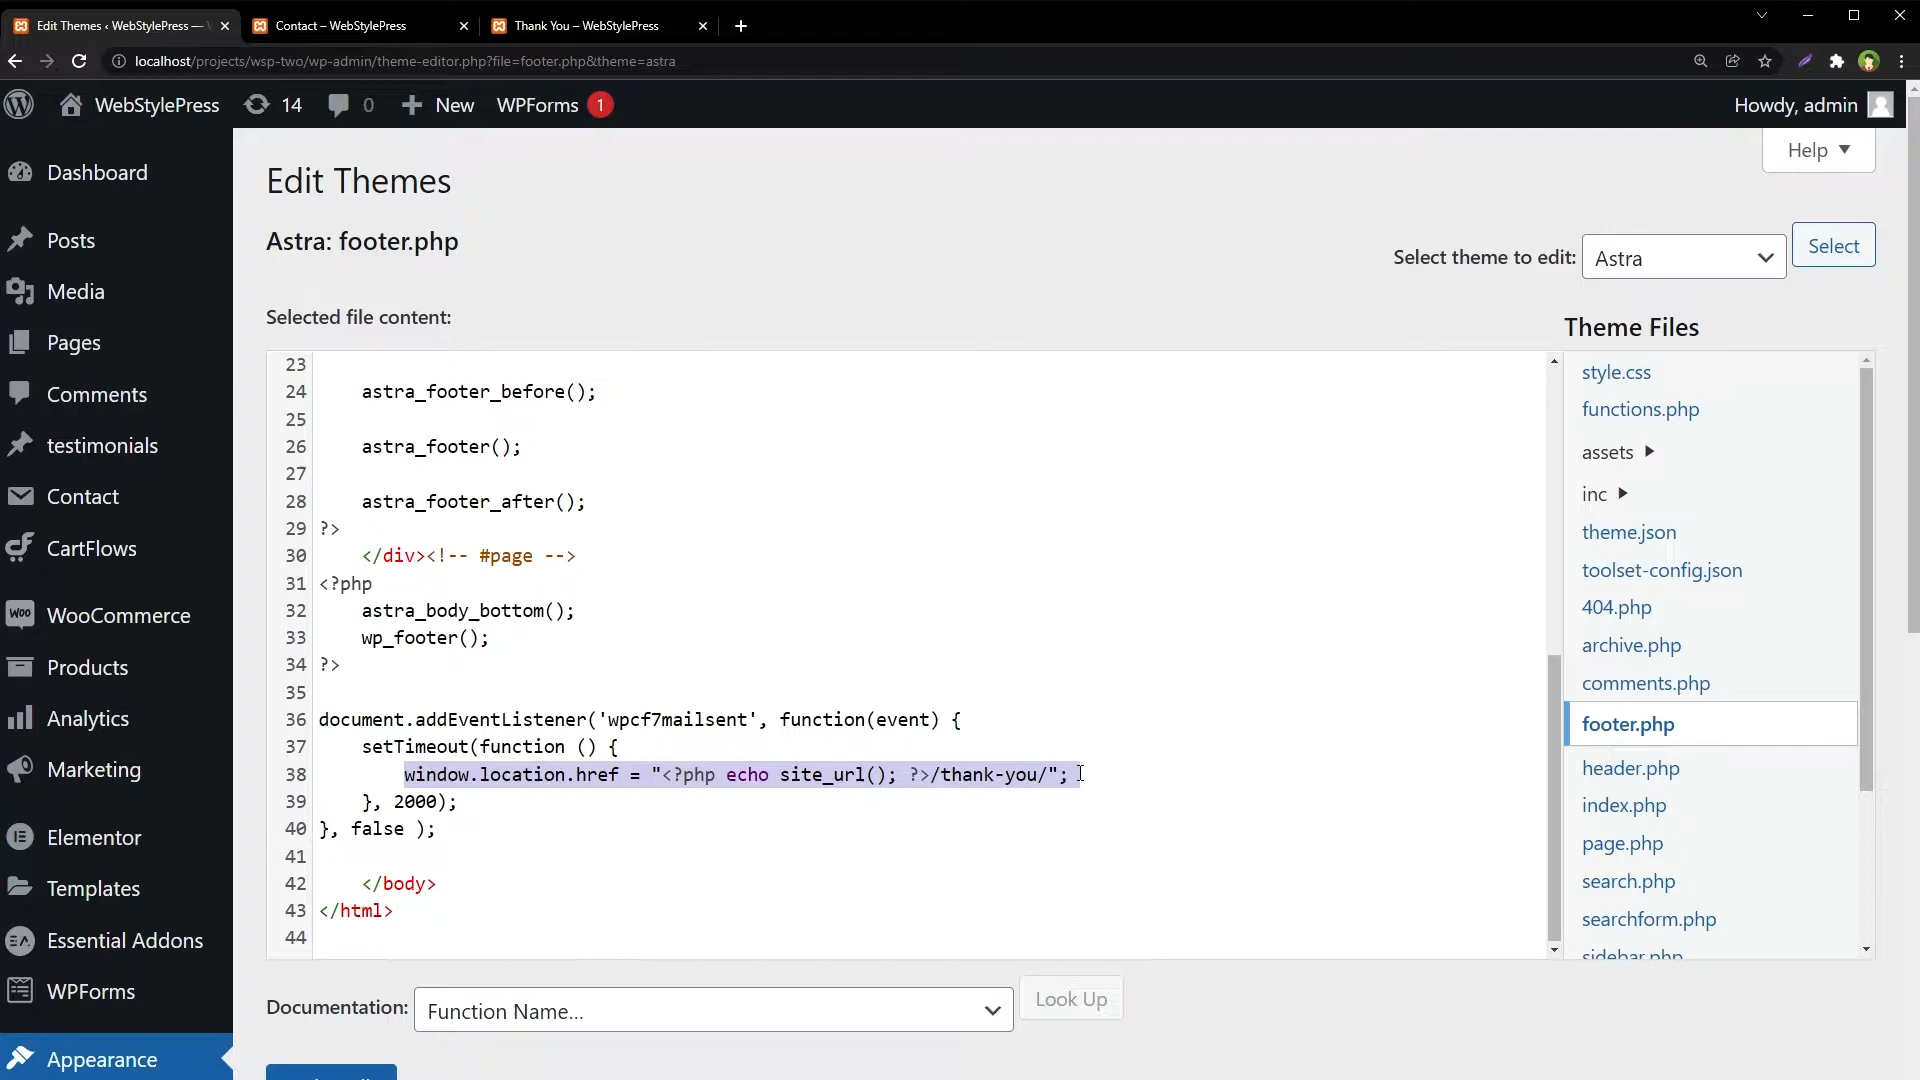 Edit Themes ‹ WebStylePress —
Contact – WebStylePress
Thank You – WebStylePress
localhost/projects/wsp-two/wp-admin/theme-editor.php?file=footer.php&theme=astra
WebStylePress
14
0
New
WPForms
1
Howdy, admin
Dashboard
Posts
Media
Pages
Comments
testimonials
Contact
CartFlows
WooCommerce
Products
Analytics
Marketing
Elementor
Templates
Essential Addons
WPForms
Appearance
Help
Edit Themes
Astra: footer.php
Select theme to edit:
Astra
Select
Selected file content:
23
24     astra_footer_before();
25
26     astra_footer();
27
28     astra_footer_after();
29 ?>
30     </div><!-- #page -->
31 <?php
32     astra_body_bottom();
33     wp_footer();
34 ?>
35
36 document.addEventListener('wpcf7mailsent', function(event) {
37     setTimeout(function () {
38         window.location.href = "<?php echo site_url(); ?>/thank-you/";
39     }, 2000);
40 }, false );
41
42     </body>
43 </html>
44
Theme Files
style.css
functions.php
assets
inc
theme.json
toolset-config.json
404.php
archive.php
comments.php
footer.php
header.php
index.php
page.php
search.php
searchform.php
sidebar.php
Documentation:
Function Name...
Look Up